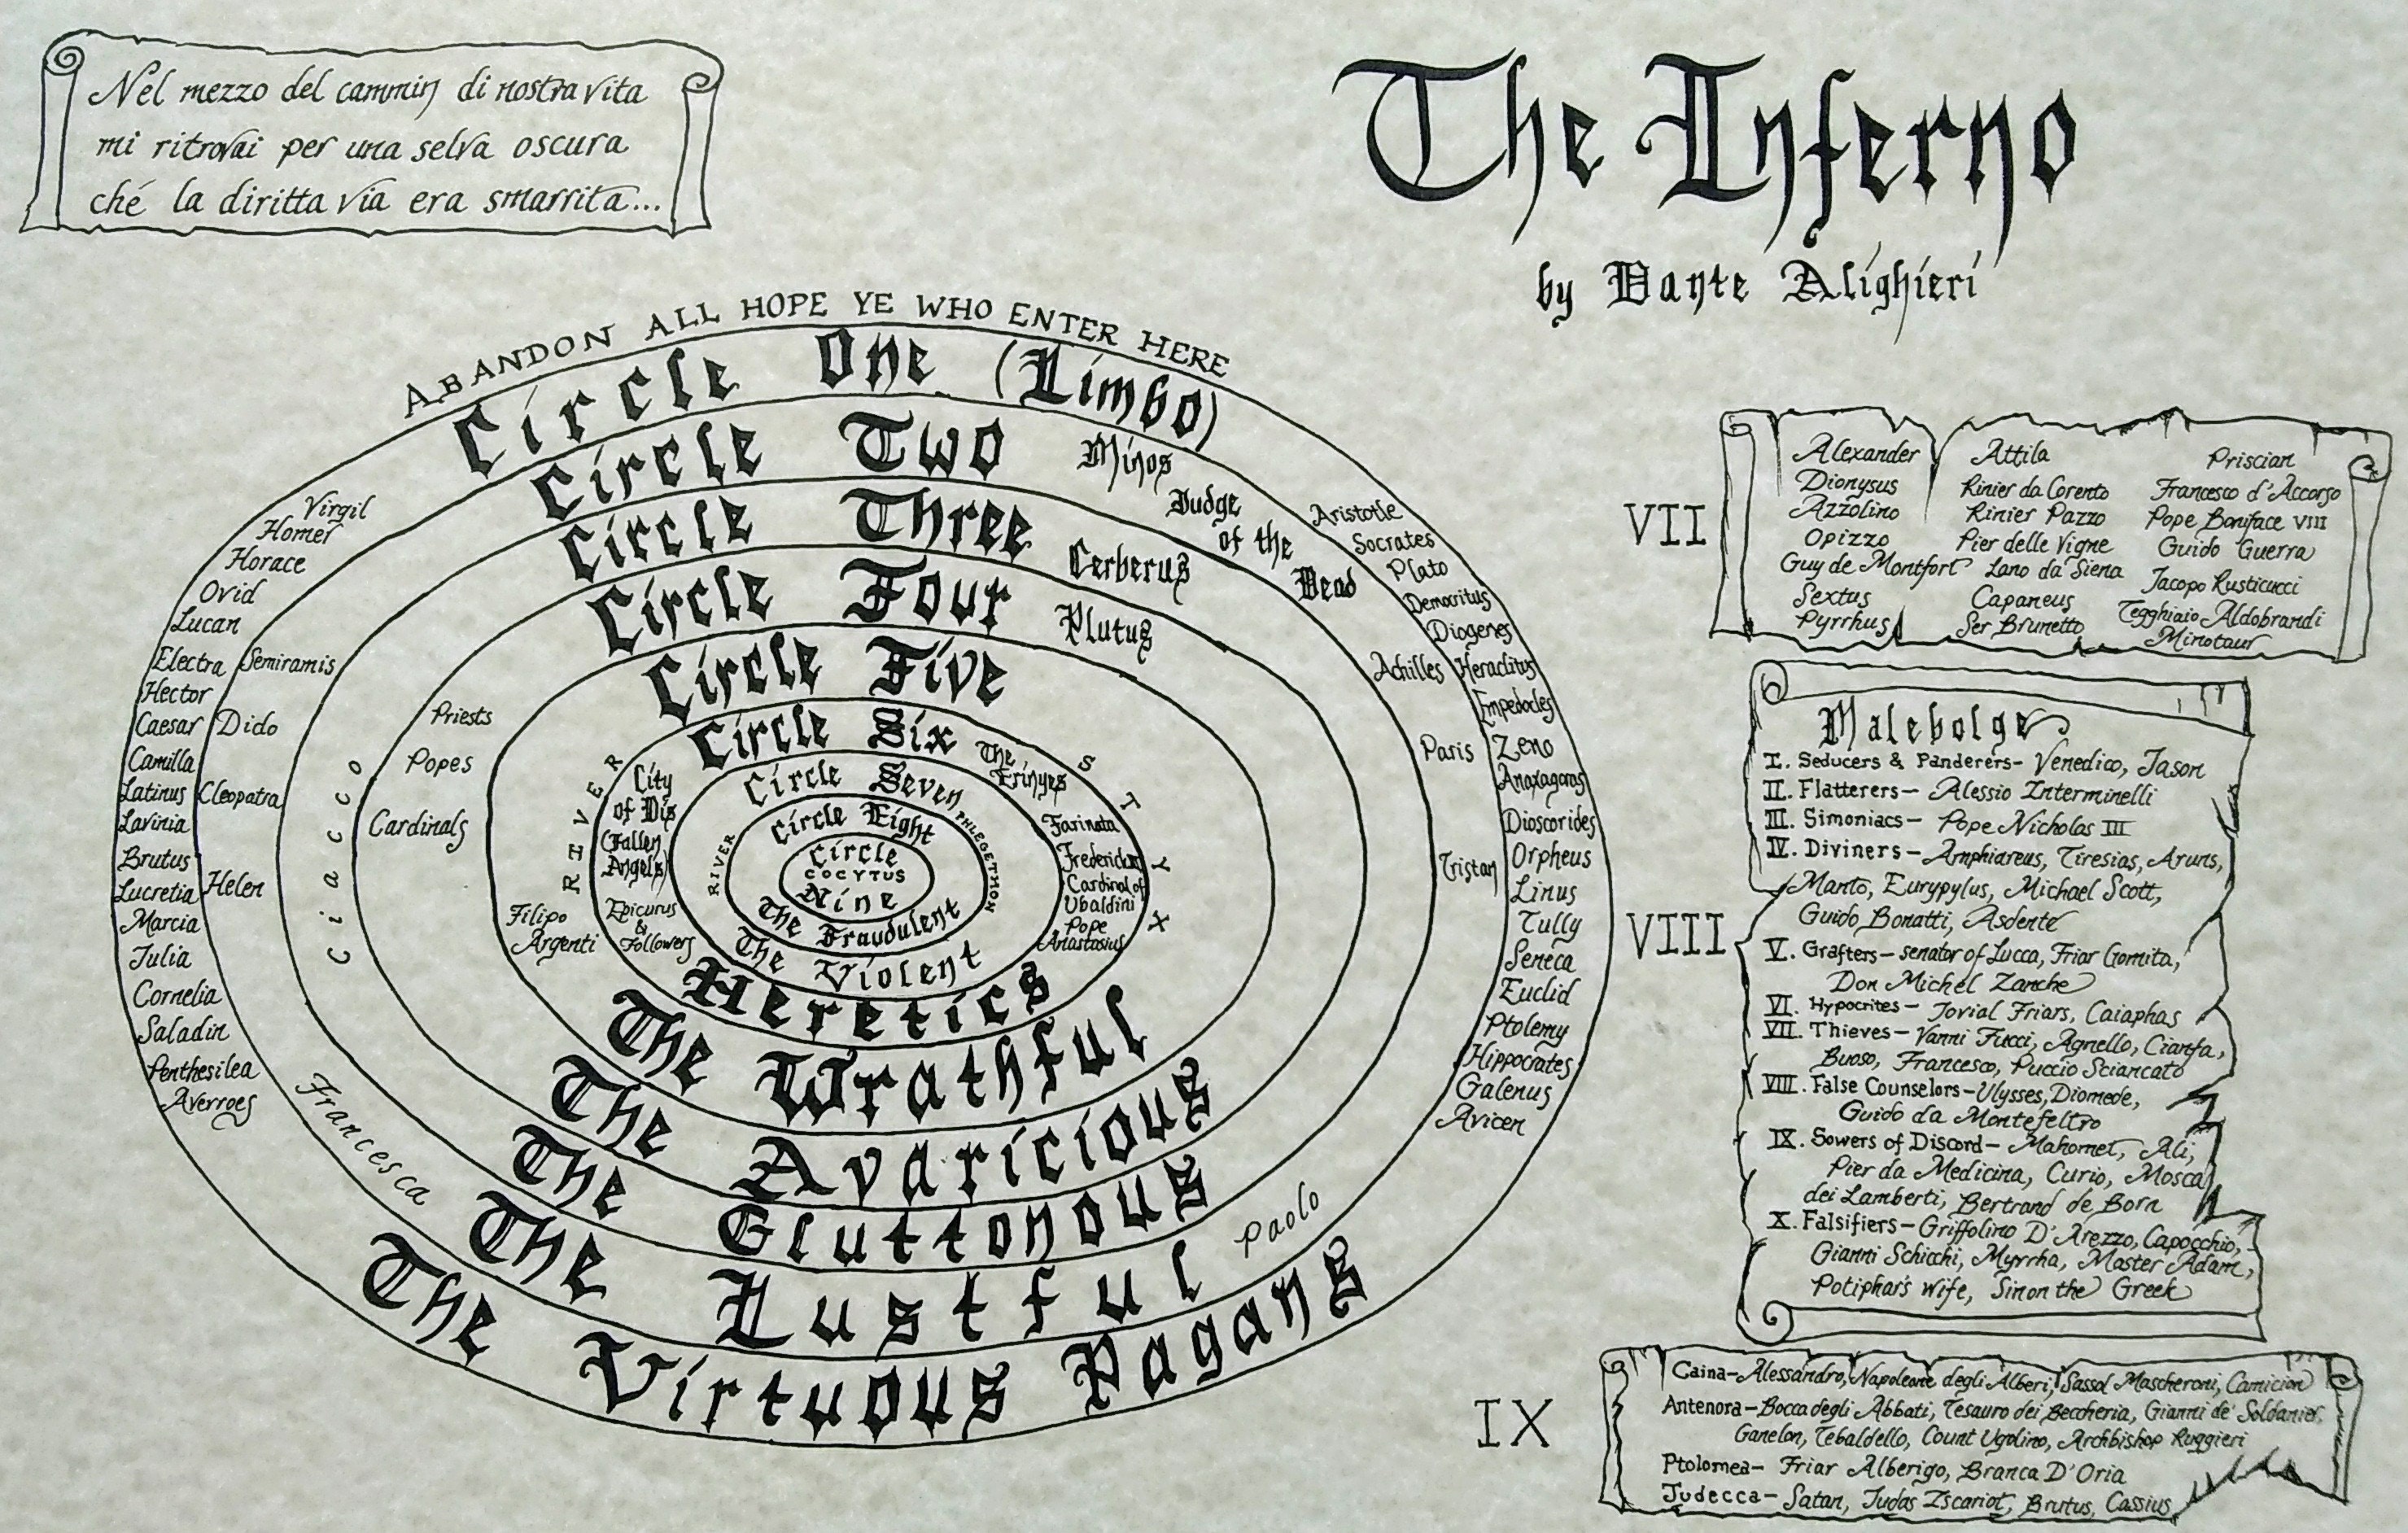 Nel mezzo del cammin di nostra vita
mi ritrovai per una selva oscura
ché la diritta via era smarrita...
The Inferno
by Dante Alighieri
ABANDON ALL HOPE YE WHO ENTER HERE
Circle One (Limbo)
Virgil
Homer
Horace
Ovid
Lucan
Electra
Hector
Caesar
Camilla
Latinus
Lavinia
Brutus
Lucretia
Marcia
Julia
Cornelia
Saladin
Penthesilea
Averroes
Aristotle
Socrates
Plato
Democritus
Diogenes
Heraclitus
Empedocles
Zeno
Anaxagoras
Dioscorides
Orpheus
Linus
Tully
Seneca
Euclid
Ptolemy
Hippocrates
Galenus
Avicen
The Virtuous Pagans
Circle Two
Minos
Judge
of the
Dead
Semiramis
Dido
Cleopatra
Helen
Achilles
Paris
Tristan
Francesca
Paolo
The Lustful
Circle Three
Cerberus
Ciacco
The Gluttonous
Circle Four
Plutus
Priests
Popes
Cardinals
The Avaricious
Circle Five
RIVER STYX
Filipo
Argenti
The Wrathful
Circle Six
The
Erinyes
City
of Dis
(Fallen
Angels)
Epicurus
&
Followers
Farinata
Frederick II
Cardinal of
Ubaldini
Pope
Anastasius
Heretics
Circle Seven
RIVER PHLEGETHON
The Violent
Circle Eight
The Fraudulent
Circle
COCYTUS
Nine
VII
Alexander
Dionysus
Azzolino
Opizzo
Guy de Montfort
Sextus
Pyrrhus
Attila
Rinier da Corento
Rinier Pazzo
Pier delle Vigne
Lano da Siena
Capaneus
Ser Brunetto
Priscian
Francesco d'Accorso
Pope Boniface VIII
Guido Guerra
Jacopo Rusticucci
Tegghiaio Aldobrandi
Minotaur
VIII
Malebolge
I. Seducers & Panderers- Venedico, Jason
II. Flatterers- Alessio Interminelli
III. Simoniacs- Pope Nicholas III
IV. Diviners- Amphiareus, Tiresias, Aruns,
Manto, Eurypylus, Michael Scott,
Guido Bonatti, Asdente
V. Grafters- senator of Lucca, Friar Gomita,
Don Michel Zanche
VI. Hypocrites- Jovial Friars, Caiaphas
VII. Thieves- Vanni Fucci, Agnello, Cianfa,
Buoso, Francesco, Puccio Sciancato
VIII. False Counselors- Ulysses, Diomede,
Guido da Montefeltro
IX. Sowers of Discord- Mahomet, Ali,
Pier da Medicina, Curio, Mosca
dei Lamberti, Bertrand de Born
X. Falsifiers- Griffolino D'Arezzo, Capocchio,
Gianni Schicchi, Myrrha, Master Adam,
Potiphar's Wife, Sinon the Greek
IX
Caina- Alessandro, Napoleone degli Alberi, Sassol Mascheroni, Camicion
Antenora- Bocca degli Abbati, Tesauro dei Beccheria, Gianni de' Soldanier,
Ganelon, Tebaldello, Count Ugolino, Archbishop Ruggieri
Ptolomea- Friar Alberigo, Branca D'Oria
Judecca- Satan, Judas Iscariot, Brutus, Cassius